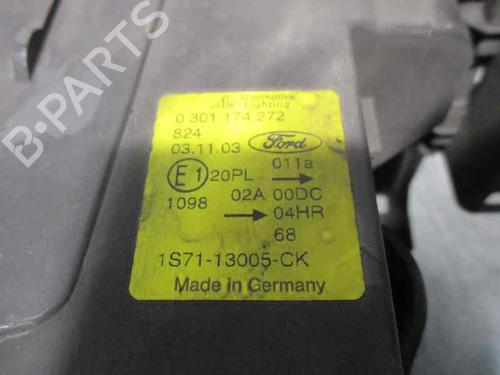 Automotive
Lighting
0 301 174 272
824
03.11.03 Ford
011a
E1 20PL
02A 00DC
1098 04HR
68
1S71-13005-CK
Made in Germany
B-PARTS